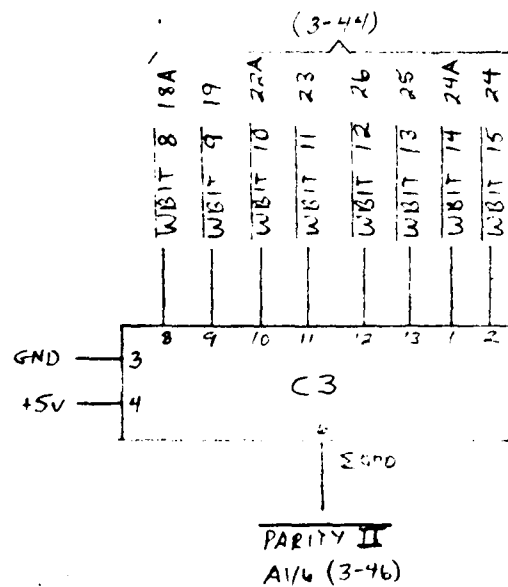 (3-44)
18A 19 22A 23 26 25 24A 24
WBIT 8 WBIT 9 WBIT 10 WBIT 11 WBIT 12 WBIT 13 WBIT 14 WBIT 15
8 9 10 11 12 13 1 2
GND 3
C3
+5V 4
6
Σ
PARITY II
A1/6 (3-46)